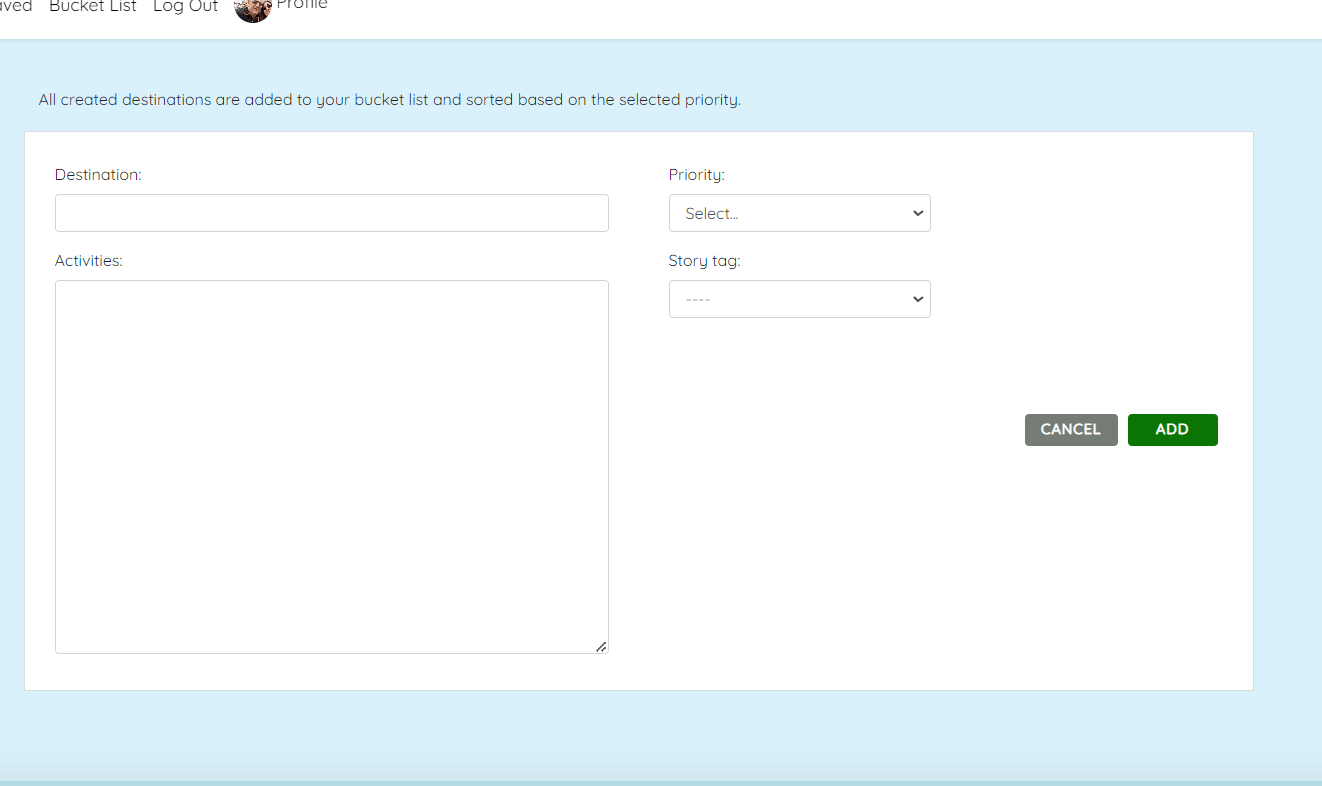 Bucket List Log Out Profile
All created destinations are added to your bucket list and sorted based on the selected priority.
Destination:
Priority:
Select...
Activities:
Story tag:
----
CANCEL ADD